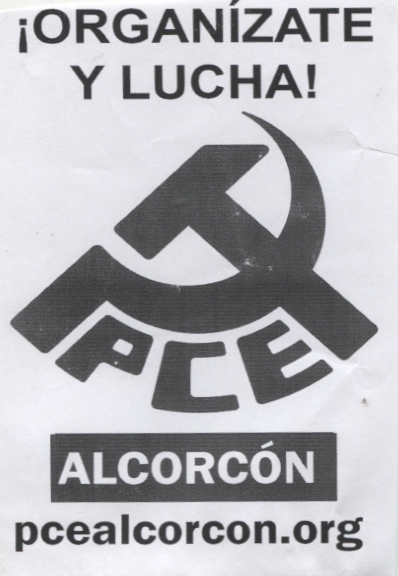 ¡ORGANÍZATE
Y LUCHA!
PCE
ALCORCÓN
pcealcorcon.org